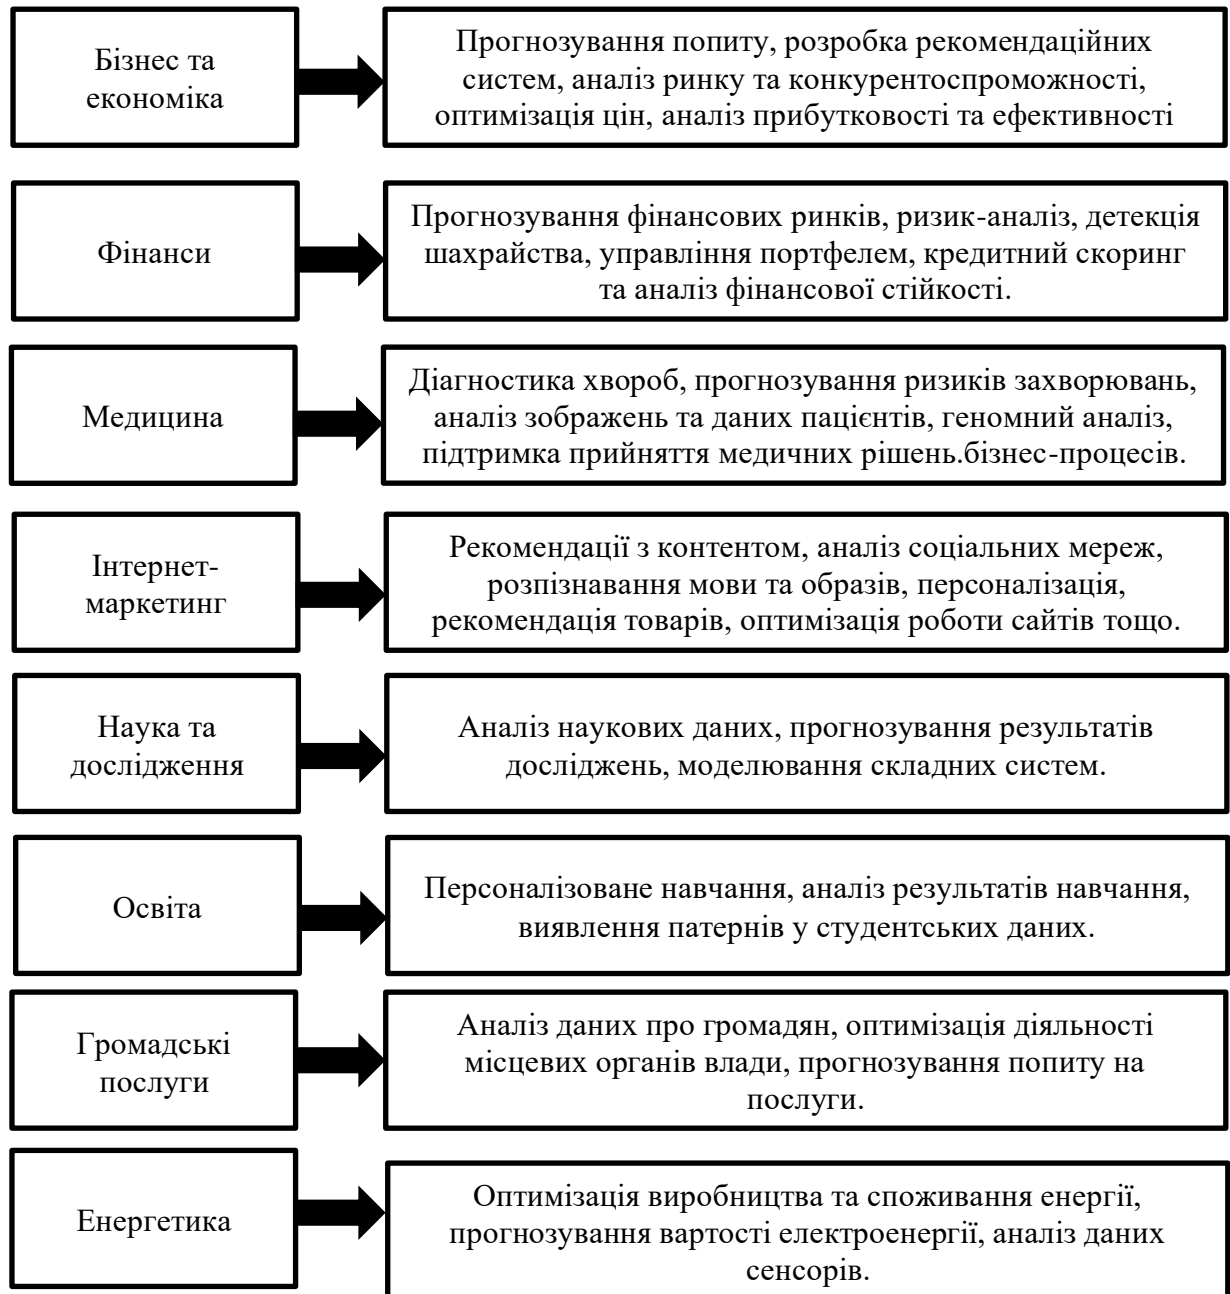 Бізнес та
економіка
Прогнозування попиту, розробка рекомендаційних
систем, аналіз ринку та конкурентоспроможності,
оптимізація цін, аналіз прибутковості та ефективності
Фінанси
Прогнозування фінансових ринків, ризик-аналіз, детекція
шахрайства, управління портфелем, кредитний скоринг
та аналіз фінансової стійкості.
Медицина
Діагностика хвороб, прогнозування ризиків захворювань,
аналіз зображень та даних пацієнтів, геномний аналіз,
підтримка прийняття медичних рішень.бізнес-процесів.
Інтернет-
маркетинг
Рекомендації з контентом, аналіз соціальних мереж,
розпізнавання мови та образів, персоналізація,
рекомендація товарів, оптимізація роботи сайтів тощо.
Наука та
дослідження
Аналіз наукових даних, прогнозування результатів
досліджень, моделювання складних систем.
Освіта
Персоналізоване навчання, аналіз результатів навчання,
виявлення патернів у студентських даних.
Громадські
послуги
Аналіз даних про громадян, оптимізація діяльності
місцевих органів влади, прогнозування попиту на
послуги.
Енергетика
Оптимізація виробництва та споживання енергії,
прогнозування вартості електроенергії, аналіз даних
сенсорів.